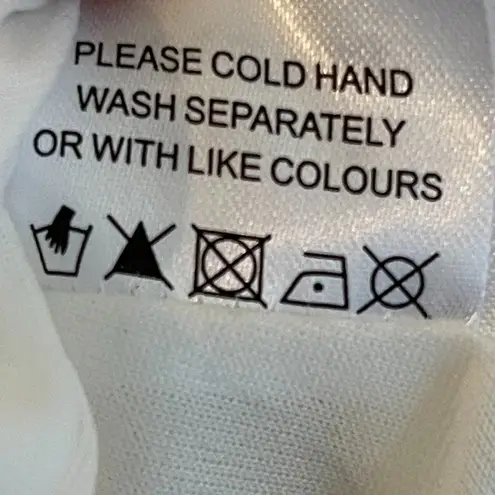 PLEASE COLD HAND
WASH SEPARATELY
OR WITH LIKE COLOURS